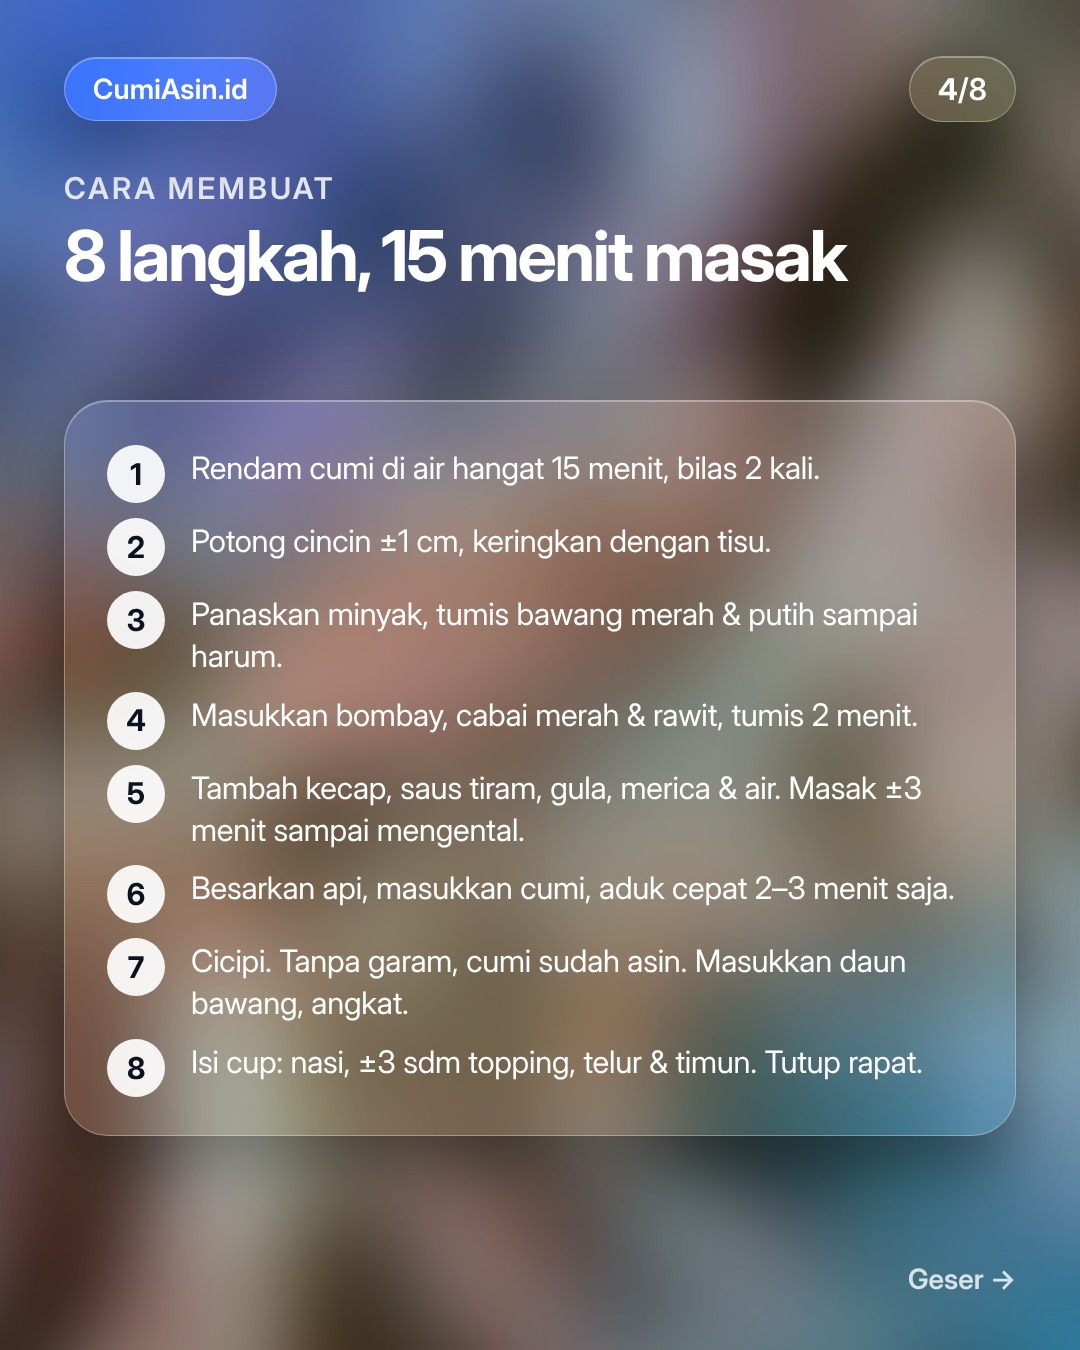 CumiAsin.id
4/8
CARA MEMBUAT
8 langkah, 15 menit masak
1 Rendam cumi di air hangat 15 menit, bilas 2 kali.
2 Potong cincin ±1 cm, keringkan dengan tisu.
3 Panaskan minyak, tumis bawang merah & putih sampai
harum.
4 Masukkan bombay, cabai merah & rawit, tumis 2 menit.
5 Tambah kecap, saus tiram, gula, merica & air. Masak ±3
menit sampai mengental.
6 Besarkan api, masukkan cumi, aduk cepat 2–3 menit saja.
7 Cicipi. Tanpa garam, cumi sudah asin. Masukkan daun
bawang, angkat.
8 Isi cup: nasi, ±3 sdm topping, telur & timun. Tutup rapat.
Geser →